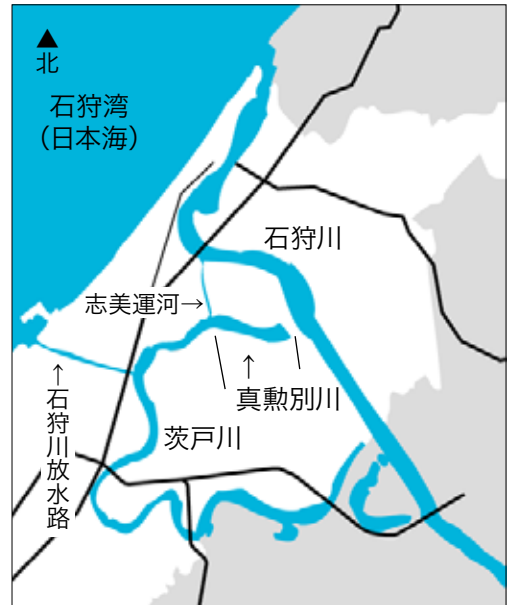 ▲
北
石狩湾
(日本海)
石狩川
志美運河→
↑
真勲別川
茨戸川
↑石狩川放水路